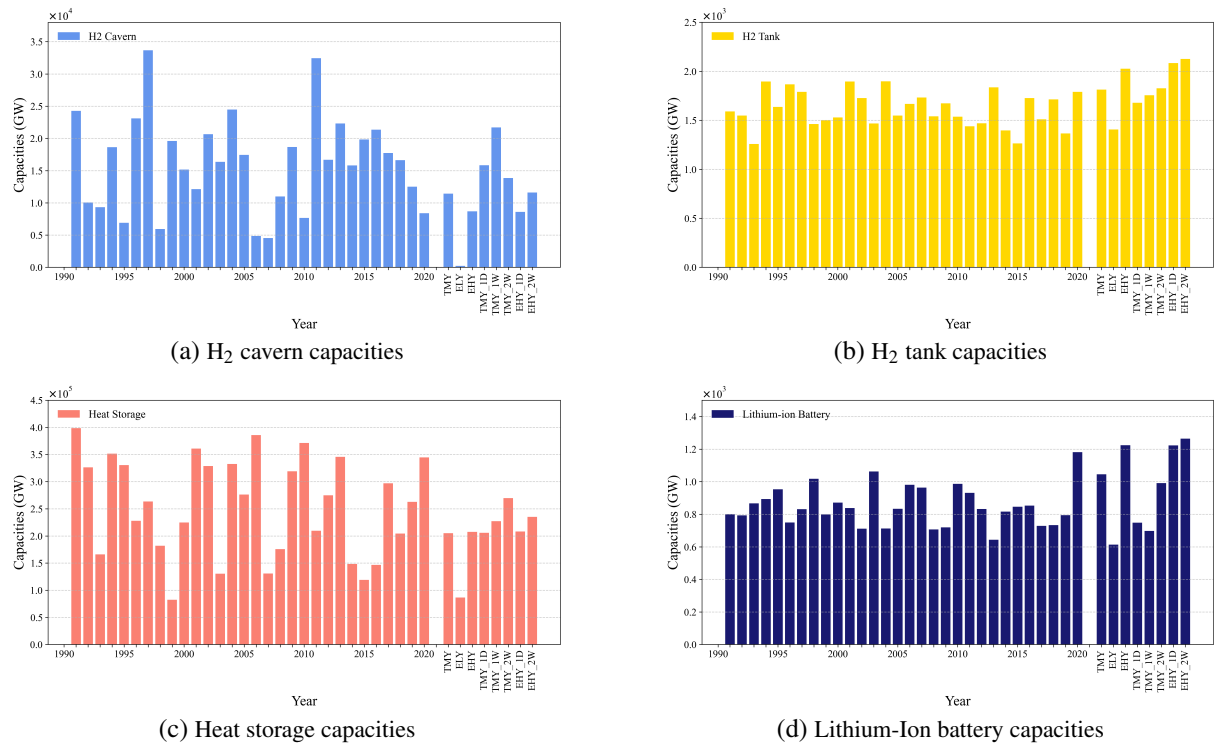 ×10⁴
H2 Cavern
3.5
3.0
2.5
2.0
1.5
1.0
0.5
0.0
Capacities (GW)
1990 1995 2000 2005 2010 2015 2020 TMY ELY EHY TMY_1D TMY_1W TMY_2W EHY_1D EHY_2W
Year
(a) H₂ cavern capacities
×10³
H2 Tank
2.5
2.0
1.5
1.0
0.5
0.0
Capacities (GW)
1990 1995 2000 2005 2010 2015 2020 TMY ELY EHY TMY_1D TMY_1W TMY_2W EHY_1D EHY_2W
Year
(b) H₂ tank capacities
×10⁵
Heat Storage
4.5
4.0
3.5
3.0
2.5
2.0
1.5
1.0
0.5
0.0
Capacities (GW)
1990 1995 2000 2005 2010 2015 2020 TMY ELY EHY TMY_1D TMY_1W TMY_2W EHY_1D EHY_2W
Year
(c) Heat storage capacities
×10³
Lithium-ion Battery
1.4
1.2
1.0
0.8
0.6
0.4
0.2
0.0
Capacities (GW)
1990 1995 2000 2005 2010 2015 2020 TMY ELY EHY TMY_1D TMY_1W TMY_2W EHY_1D EHY_2W
Year
(d) Lithium-Ion battery capacities